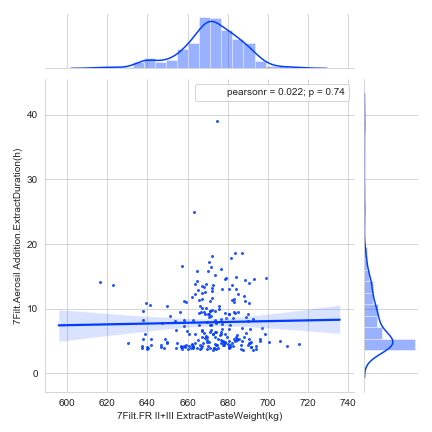 pearsonr = 0.022; p = 0.74
40
30
20
10
0
7Filt.Aerosil Addition.ExtractDuration(h)
600 620 640 660 680 700 720 740
7Filt.FR II+III ExtractPasteWeight(kg)